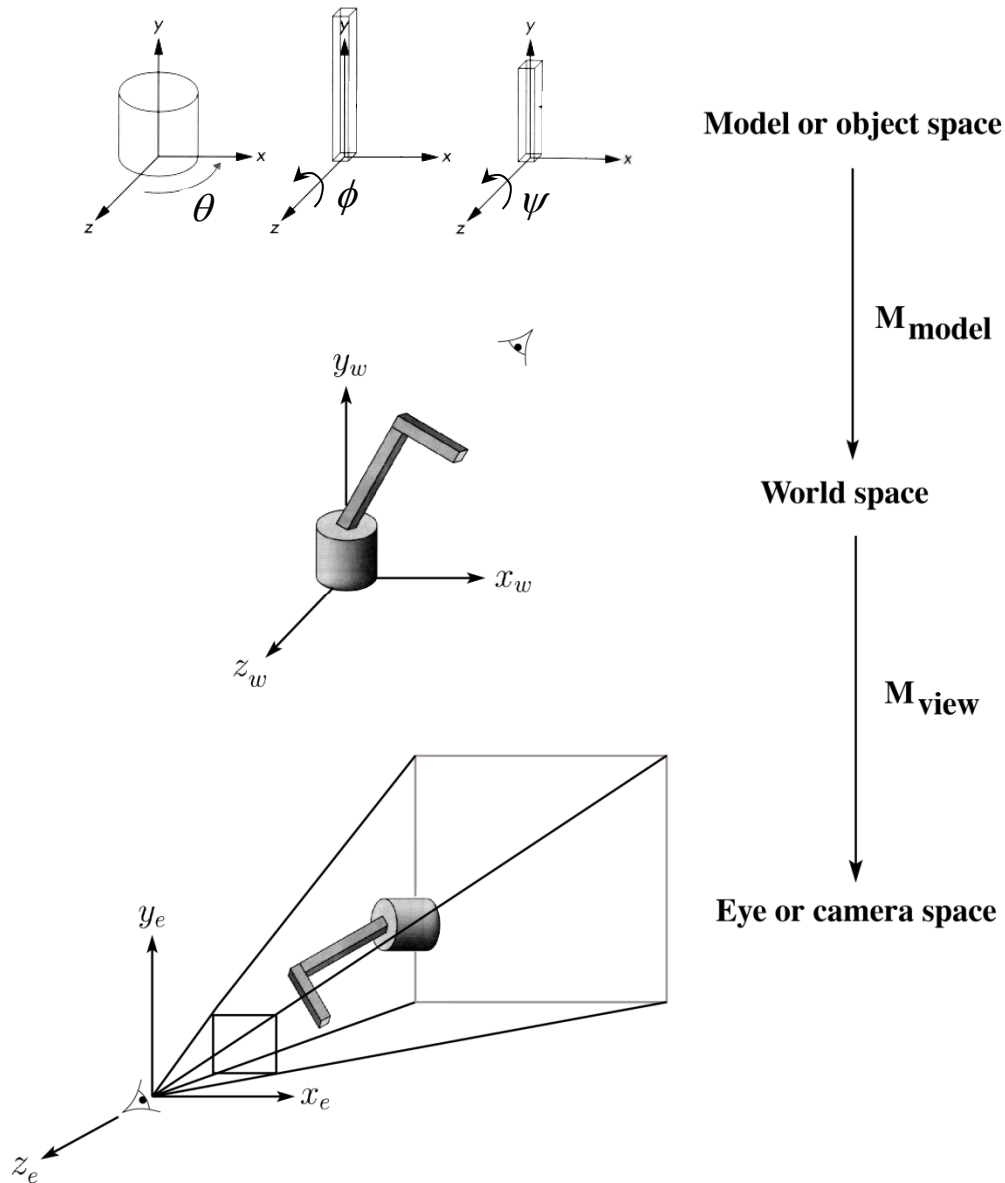 y
x
z
θ
y
x
z
ϕ
y
x
z
ψ
Model or object space
M_model
y_w
x_w
z_w
World space
M_view
y_e
x_e
z_e
Eye or camera space